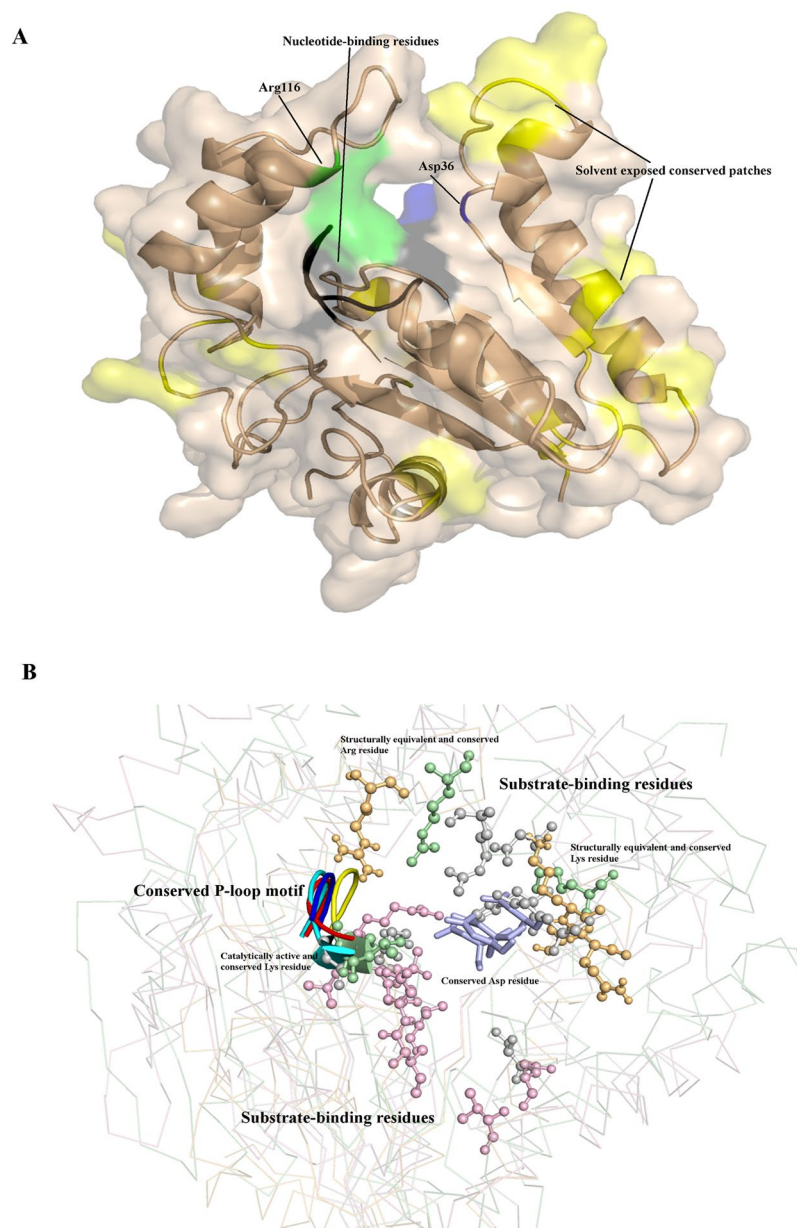 A
Nucleotide-binding residues
Arg116
Asp36
Solvent exposed conserved patches
B
Structurally equivalent and conserved
Arg residue
Substrate-binding residues
Structurally equivalent and conserved
Lys residue
Conserved P-loop motif
Catalytically active and
conserved Lys residue
Conserved Asp residue
Substrate-binding residues